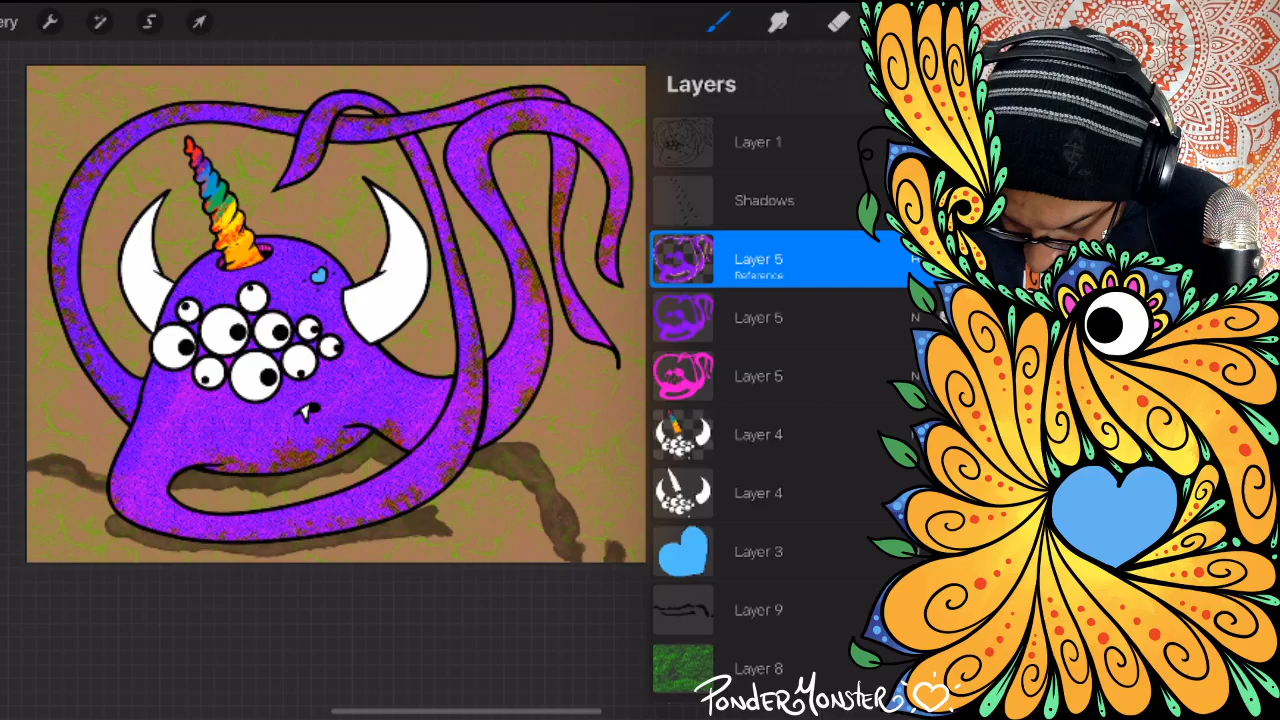 ery
Layers
Layer 1
Shadows
Layer 5
Reference
H
Layer 5
N
Layer 5
N
Layer 4
Layer 4
Layer 3
Layer 9
Layer 8
PONDERMONSTER